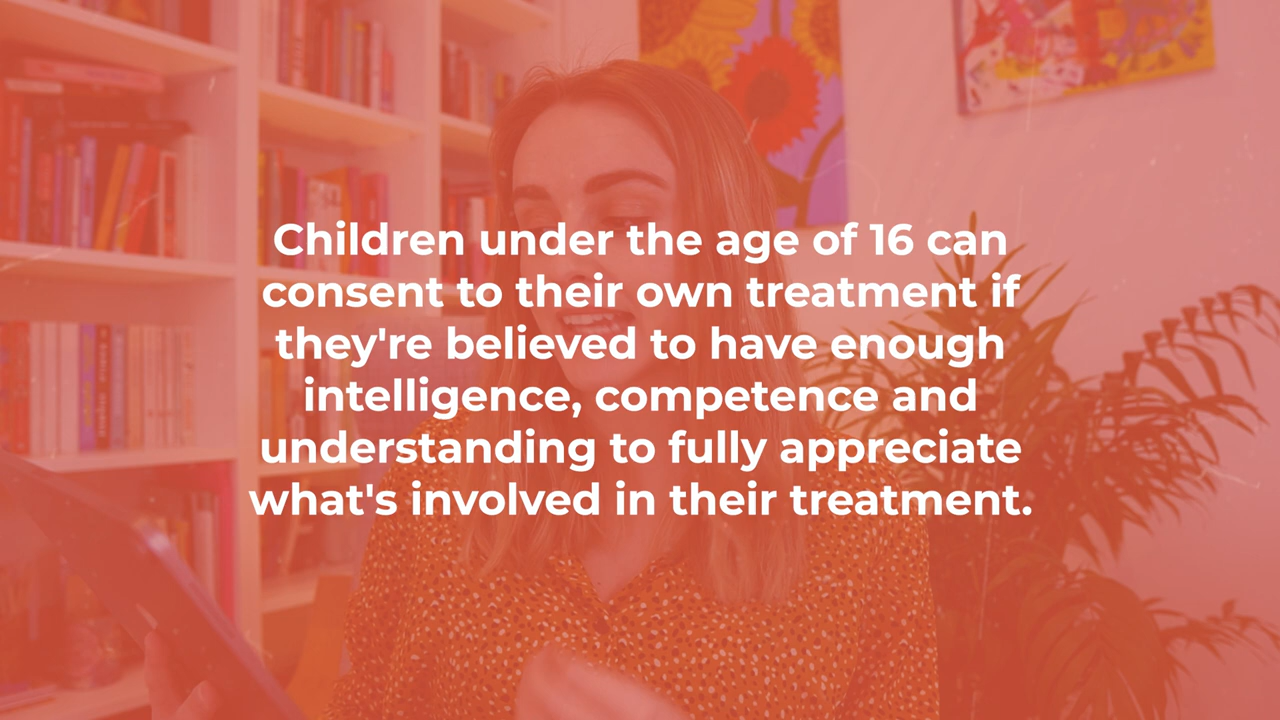 Children under the age of 16 can
consent to their own treatment if
they're believed to have enough
intelligence, competence and
understanding to fully appreciate
what's involved in their treatment.